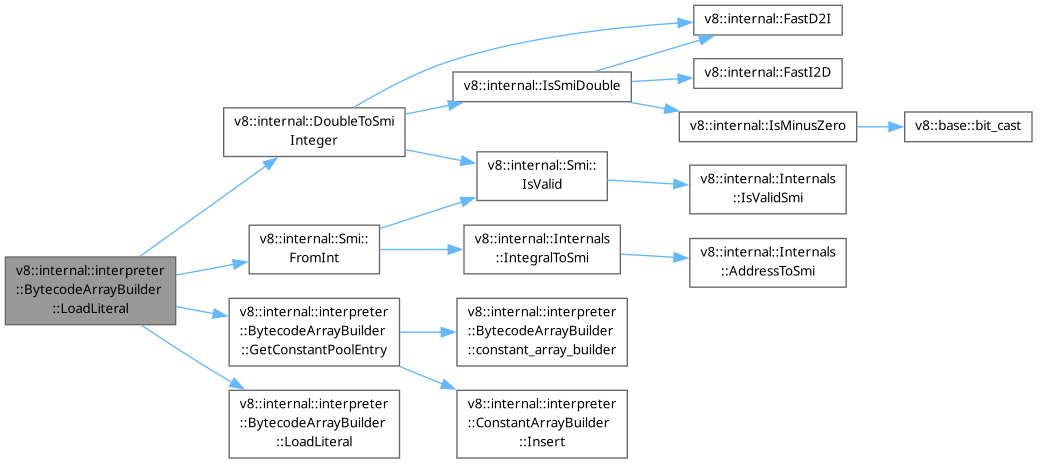 v8::internal::interpreter
::BytecodeArrayBuilder
::LoadLiteral
v8::internal::DoubleToSmi
Integer
v8::internal::Smi::
FromInt
v8::internal::interpreter
::BytecodeArrayBuilder
::GetConstantPoolEntry
v8::internal::interpreter
::BytecodeArrayBuilder
::LoadLiteral
v8::internal::IsSmiDouble
v8::internal::Smi::
IsValid
v8::internal::Internals
::IntegralToSmi
v8::internal::interpreter
::BytecodeArrayBuilder
::constant_array_builder
v8::internal::interpreter
::ConstantArrayBuilder
::Insert
v8::internal::FastD2I
v8::internal::FastI2D
v8::internal::IsMinusZero
v8::internal::Internals
::IsValidSmi
v8::internal::Internals
::AddressToSmi
v8::base::bit_cast